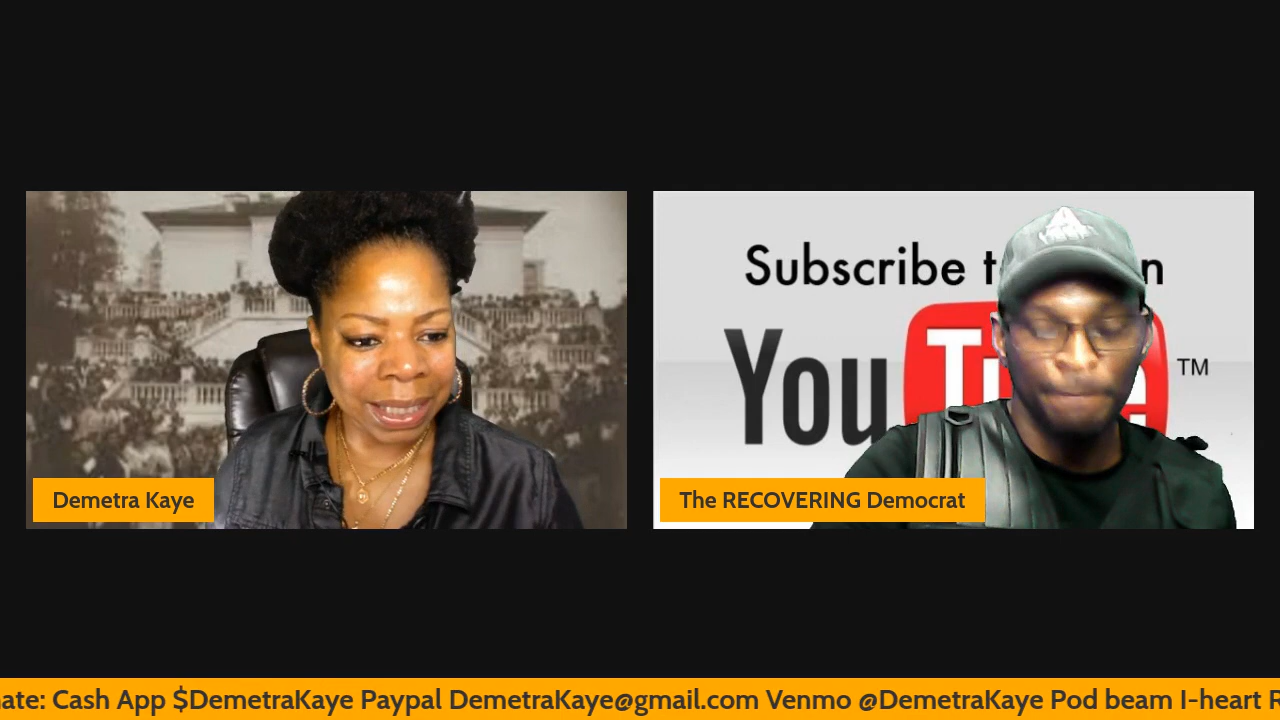 Subscribe
YouTube
TM
Demetra Kaye
The RECOVERING Democrat
ate: Cash App $DemetraKaye Paypal DemetraKaye@gmail.com Venmo @DemetraKaye Pod beam I-heart